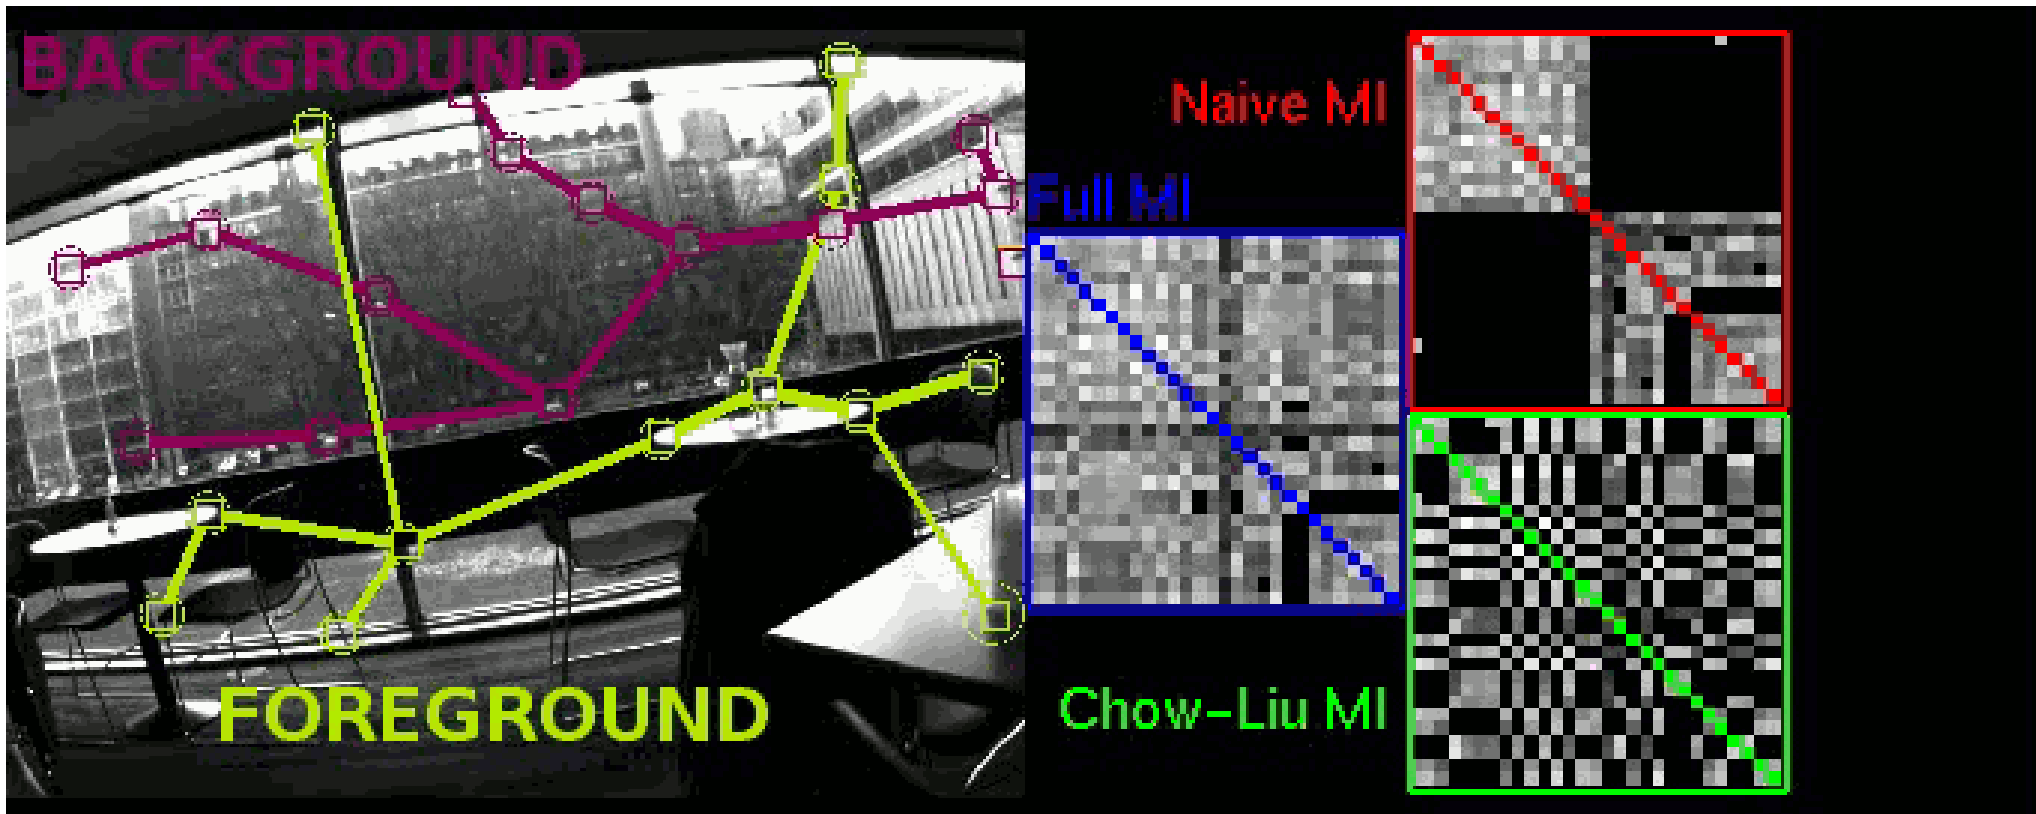 BACKGROUND
Naive MI
Full MI
Chow-Liu MI
FOREGROUND